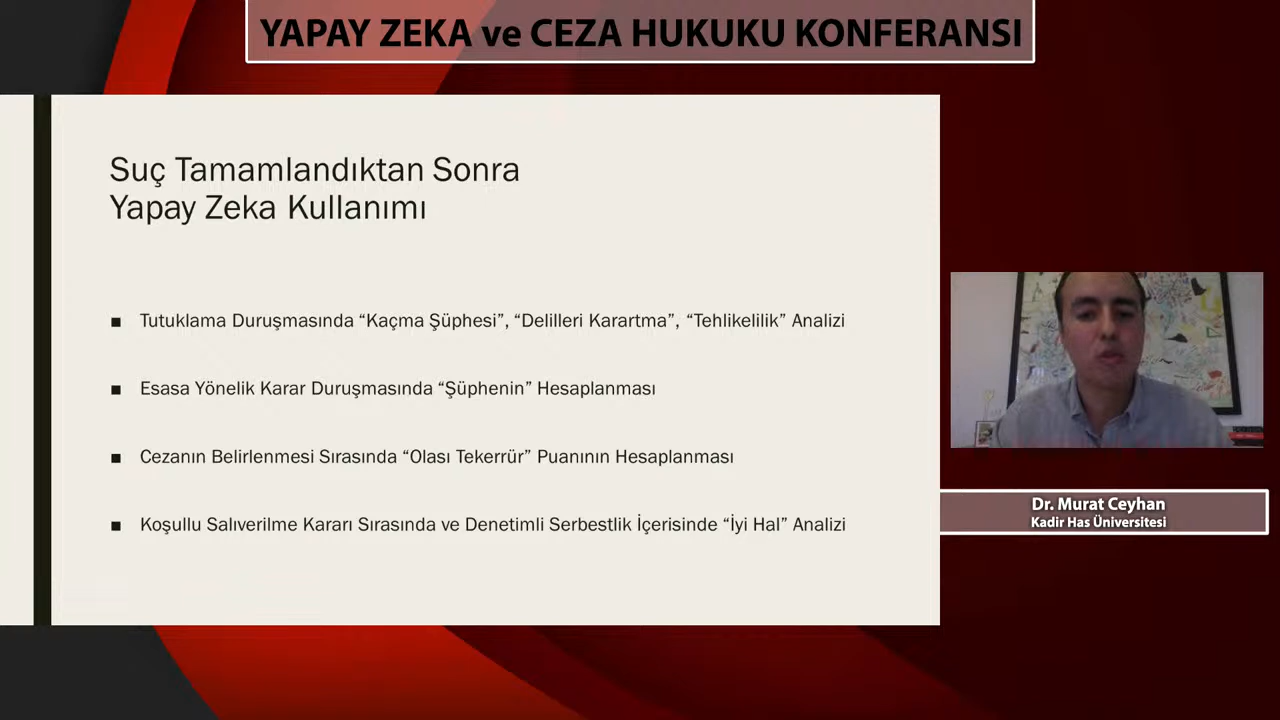 YAPAY ZEKA ve CEZA HUKUKU KONFERANSI
Suç Tamamlandıktan Sonra
Yapay Zeka Kullanımı
■ Tutuklama Duruşmasında “Kaçma Şüphesi”, “Delilleri Karartma”, “Tehlikelilik” Analizi
■ Esasa Yönelik Karar Duruşmasında “Şüphenin” Hesaplanması
■ Cezanın Belirlenmesi Sırasında “Olası Tekerrür” Puanının Hesaplanması
■ Koşullu Salıverilme Kararı Sırasında ve Denetimli Serbestlik İçerisinde “İyi Hal” Analizi
Dr. Murat Ceyhan
Kadir Has Üniversitesi